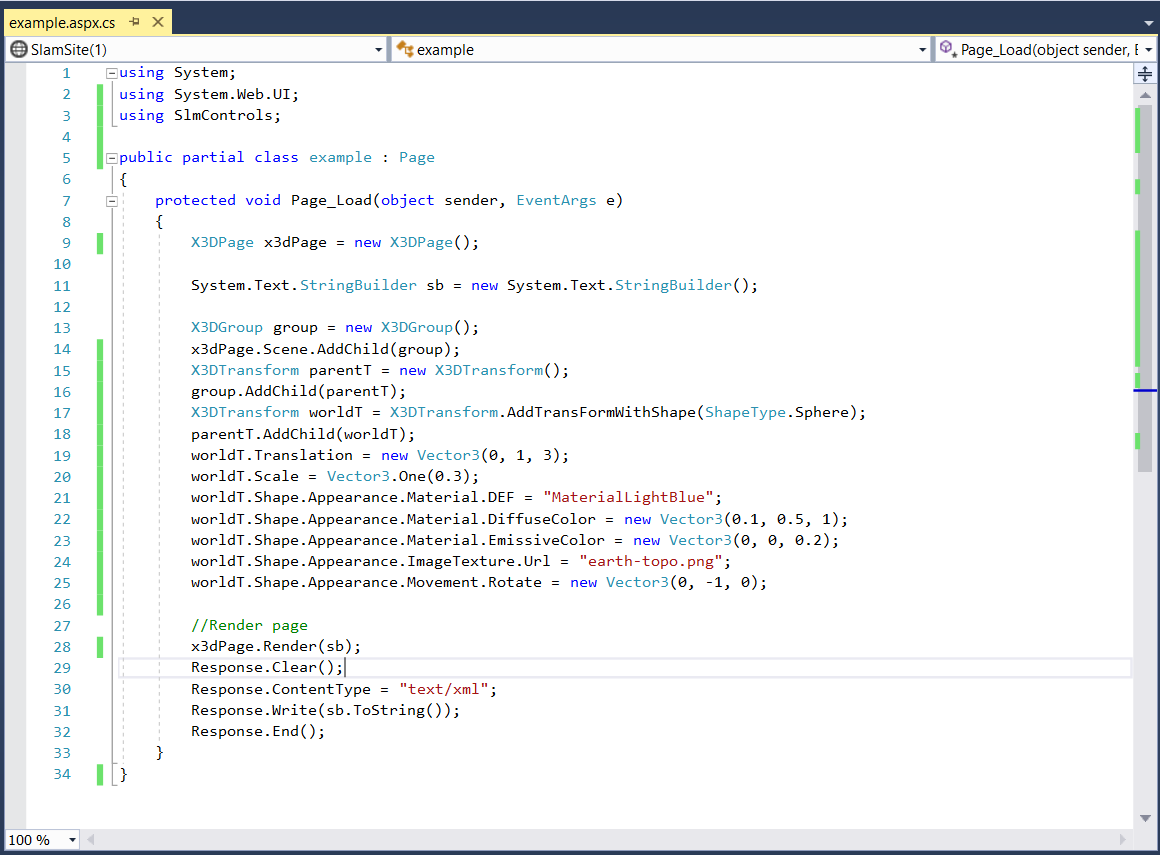 example.aspx.cs
SlamSite(1)
example
Page_Load(object sender, E
1 using System;
2 using System.Web.UI;
3 using SlmControls;
4
5 public partial class example : Page
6 {
7 protected void Page_Load(object sender, EventArgs e)
8 {
9 X3DPage x3dPage = new X3DPage();
10
11 System.Text.StringBuilder sb = new System.Text.StringBuilder();
12
13 X3DGroup group = new X3DGroup();
14 x3dPage.Scene.AddChild(group);
15 X3DTransform parentT = new X3DTransform();
16 group.AddChild(parentT);
17 X3DTransform worldT = X3DTransform.AddTransFormWithShape(ShapeType.Sphere);
18 parentT.AddChild(worldT);
19 worldT.Translation = new Vector3(0, 1, 3);
20 worldT.Scale = Vector3.One(0.3);
21 worldT.Shape.Appearance.Material.DEF = "MaterialLightBlue";
22 worldT.Shape.Appearance.Material.DiffuseColor = new Vector3(0.1, 0.5, 1);
23 worldT.Shape.Appearance.Material.EmissiveColor = new Vector3(0, 0, 0.2);
24 worldT.Shape.Appearance.ImageTexture.Url = "earth-topo.png";
25 worldT.Shape.Appearance.Movement.Rotate = new Vector3(0, -1, 0);
26
27 //Render page
28 x3dPage.Render(sb);
29 Response.Clear();
30 Response.ContentType = "text/xml";
31 Response.Write(sb.ToString());
32 Response.End();
33 }
34 }
100 %